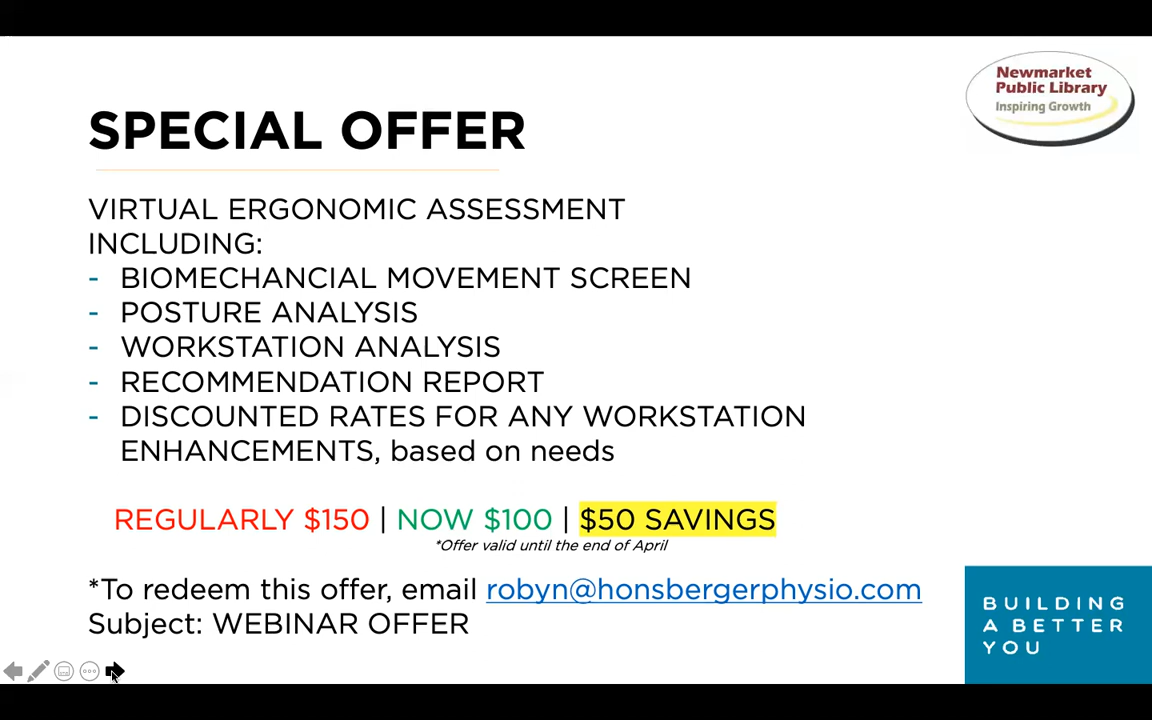 Newmarket
Public Library
Inspiring Growth
SPECIAL OFFER
VIRTUAL ERGONOMIC ASSESSMENT
INCLUDING:
- BIOMECHANCIAL MOVEMENT SCREEN
- POSTURE ANALYSIS
- WORKSTATION ANALYSIS
- RECOMMENDATION REPORT
- DISCOUNTED RATES FOR ANY WORKSTATION
ENHANCEMENTS, based on needs
REGULARLY $150 | NOW $100 | $50 SAVINGS
*Offer valid until the end of April
*To redeem this offer, email robyn@honsbergerphysio.com
Subject: WEBINAR OFFER
BUILDING
A BETTER
YOU